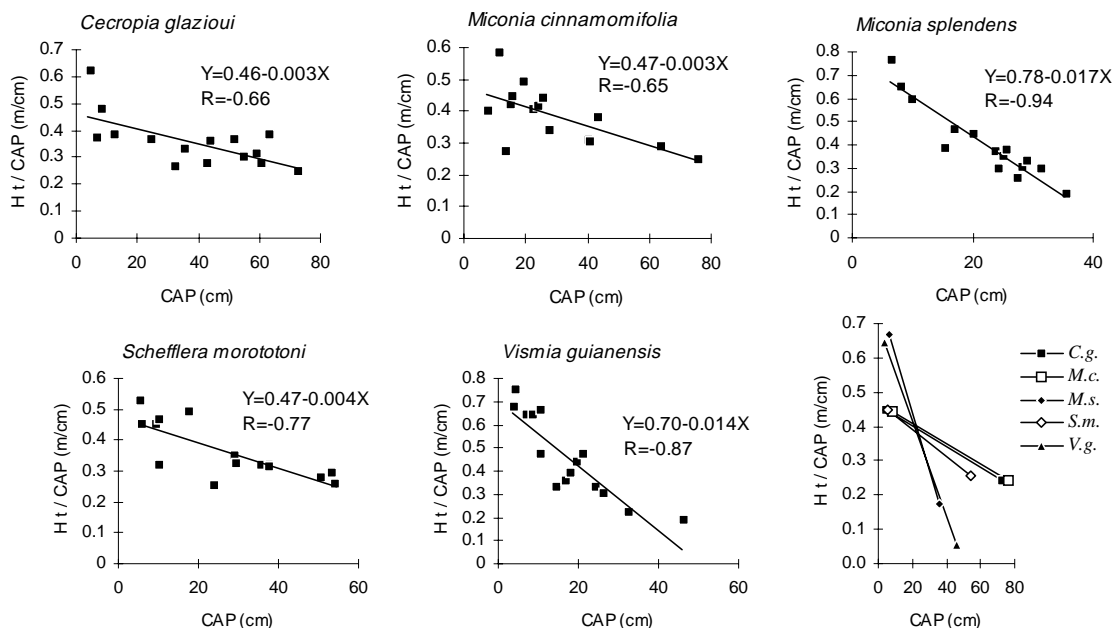 Cecropia glazioui
Y=0.46-0.003X
R=-0.66
Ht / CAP (m/cm)
0.7
0.6
0.5
0.4
0.3
0.2
0.1
0
0 20 40 60 80
CAP (cm)
Miconia cinnamomifolia
Y=0.47-0.003X
R=-0.65
Ht / CAP (m/cm)
0.6
0.5
0.4
0.3
0.2
0.1
0
0 20 40 60 80
CAP (cm)
Miconia splendens
Y=0.78-0.017X
R=-0.94
Ht / CAP (m/cm)
0.8
0.7
0.6
0.5
0.4
0.3
0.2
0.1
0
0 20 40
CAP (cm)
Schefflera morototoni
Y=0.47-0.004X
R=-0.77
Ht / CAP (m/cm)
0.6
0.5
0.4
0.3
0.2
0.1
0
0 20 40 60
CAP (cm)
Vismia guianensis
Y=0.70-0.014X
R=-0.87
Ht / CAP (m/cm)
0.8
0.7
0.6
0.5
0.4
0.3
0.2
0.1
0
0 20 40 60
CAP (cm)
Ht / CAP (m/cm)
0.7
0.6
0.5
0.4
0.3
0.2
0.1
0.0
0 20 40 60 80
CAP (cm)
C.g.
M.c.
M.s.
S.m.
V.g.